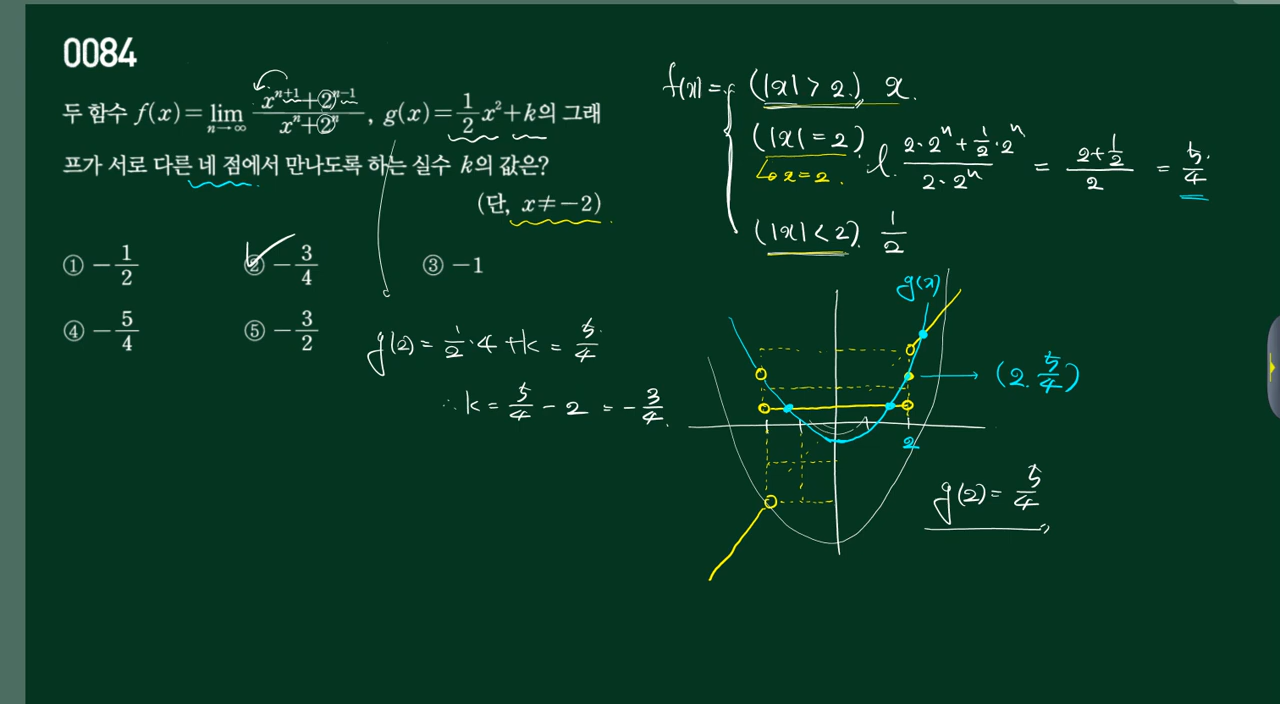 0084
두 함수 f(x) = lim_{n→∞} (x^{n+1}+2^{n-1})/(x^n+2^n), g(x) = 1/2 x² + k의 그래
프가 서로 다른 네 점에서 만나도록 하는 실수 k의 값은?
(단, x≠-2)
① -1/2
② -3/4
③ -1
④ -5/4
⑤ -3/2
g(2) = 1/2·4 + k = 5/4
∴ k = 5/4 - 2 = -3/4
f(x) =
(|x| > 2) x
(|x| = 2) l. (2·2^n + 1/2·2^n)/(2·2^n) = (2+1/2)/2 = 5/4
x = 2
(|x| < 2) 1/2
g(x)
(2. 5/4)
2
g(2) = 5/4